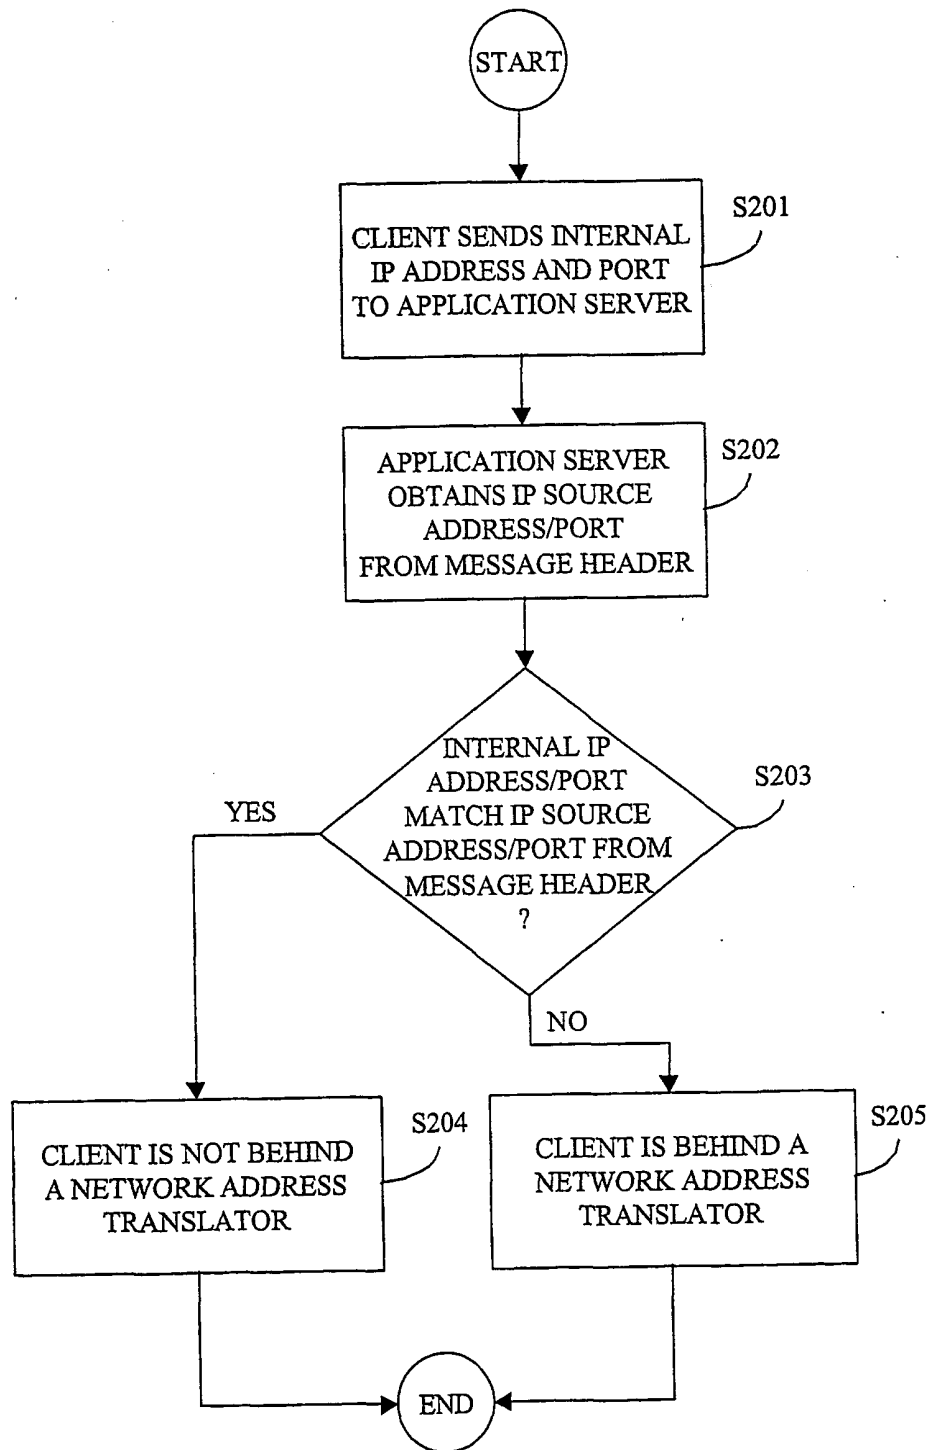 START
CLIENT SENDS INTERNAL
IP ADDRESS AND PORT
TO APPLICATION SERVER
S201
APPLICATION SERVER
OBTAINS IP SOURCE
ADDRESS/PORT
FROM MESSAGE HEADER
S202
INTERNAL IP
ADDRESS/PORT
MATCH IP SOURCE
ADDRESS/PORT FROM
MESSAGE HEADER
?
S203
YES
NO
CLIENT IS NOT BEHIND
A NETWORK ADDRESS
TRANSLATOR
S204
CLIENT IS BEHIND A
NETWORK ADDRESS
TRANSLATOR
S205
END